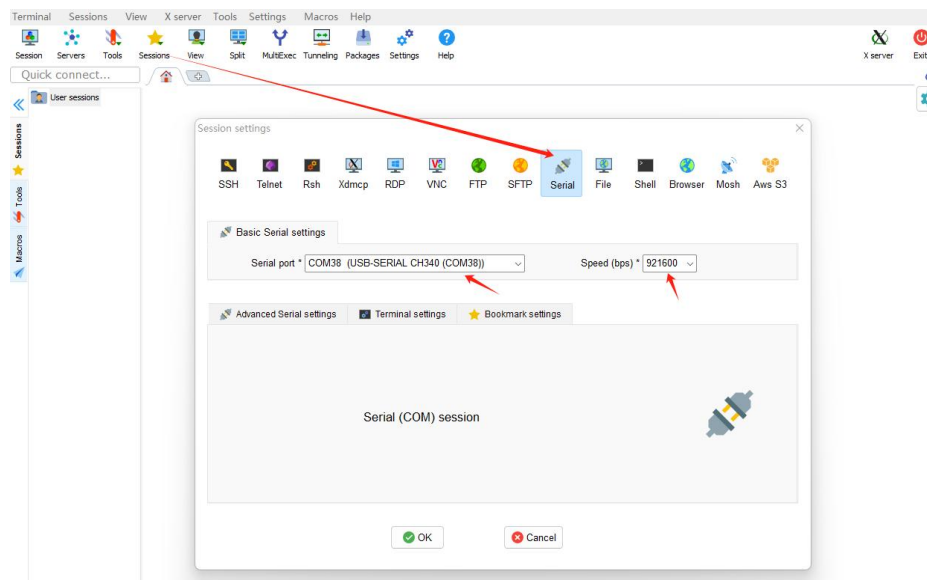 Terminal Sessions View X server Tools Settings Macros Help
Session Servers Tools Sessions View Split MultiExec Tunneling Packages Settings Help X server Exit
Quick connect...
User sessions
Sessions
Tools
Macros
Session settings
SSH Telnet Rsh Xdmcp RDP VNC FTP SFTP Serial File Shell Browser Mosh Aws S3
Basic Serial settings
Serial port * COM38 (USB-SERIAL CH340 (COM38)) Speed (bps) * 921600
Advanced Serial settings Terminal settings Bookmark settings
Serial (COM) session
OK Cancel